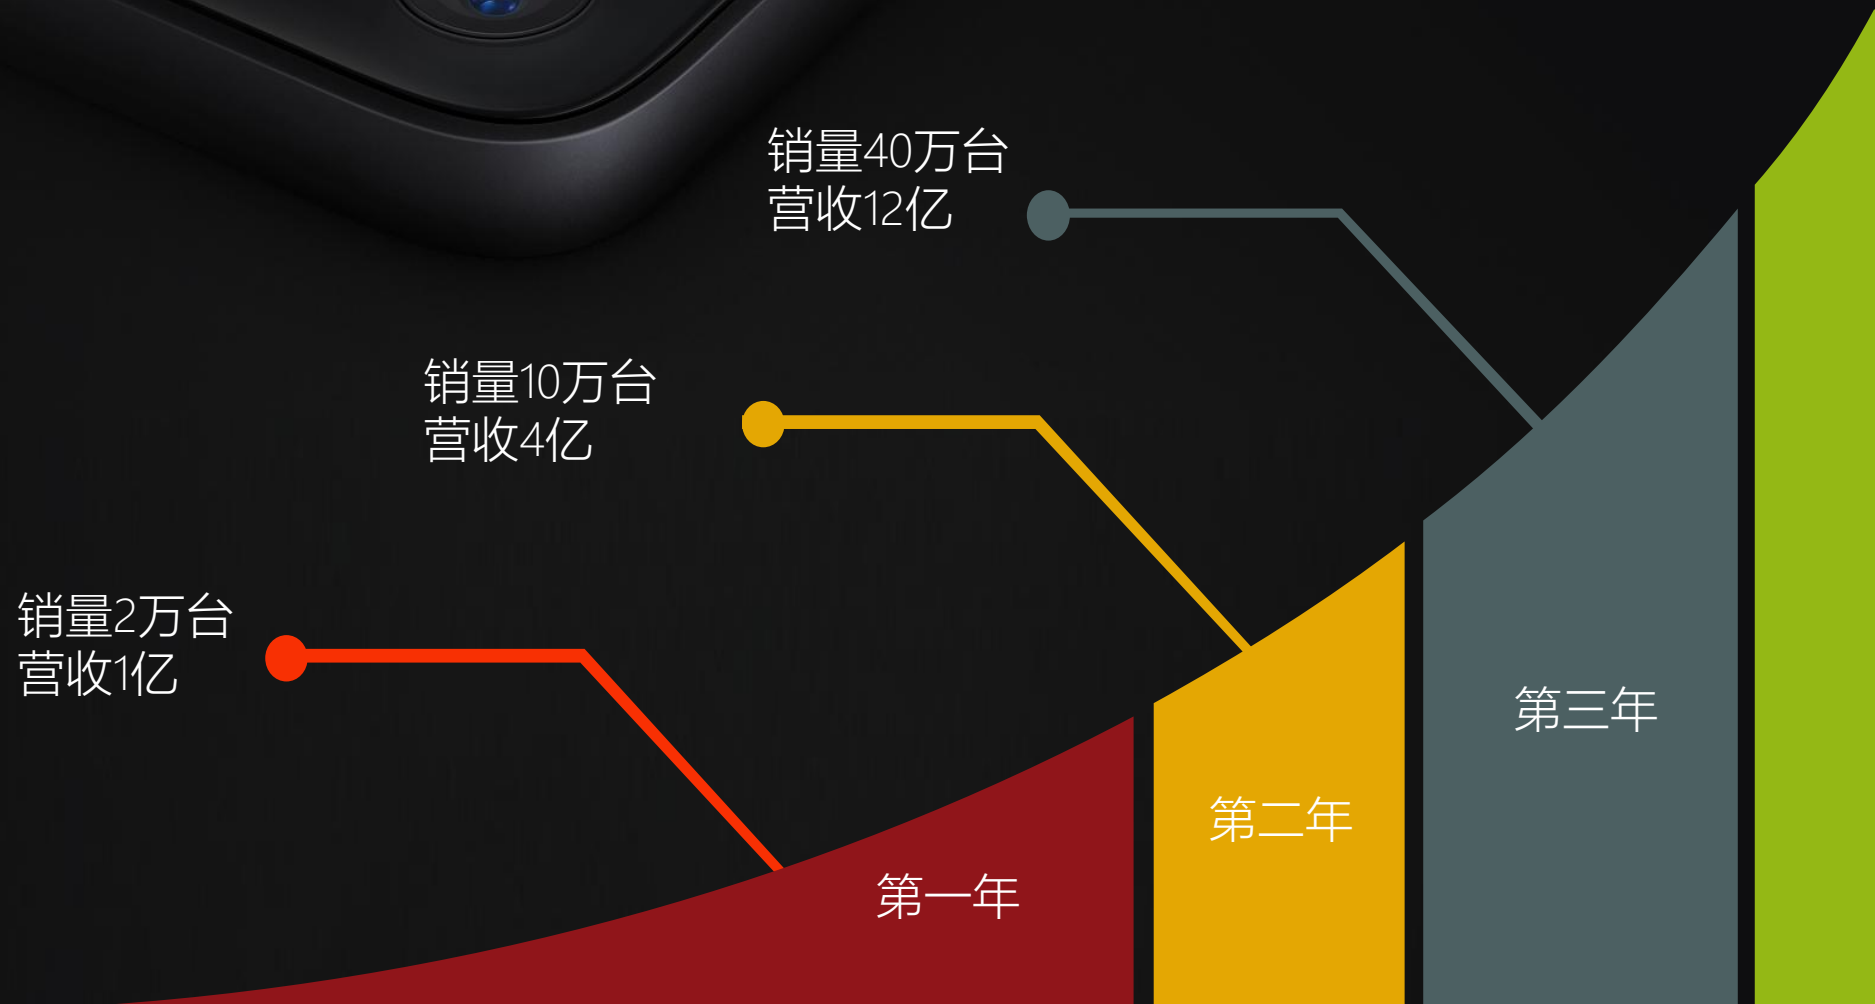 销量40万台
营收12亿
销量10万台
营收4亿
销量2万台
营收1亿
第三年
第二年
第一年